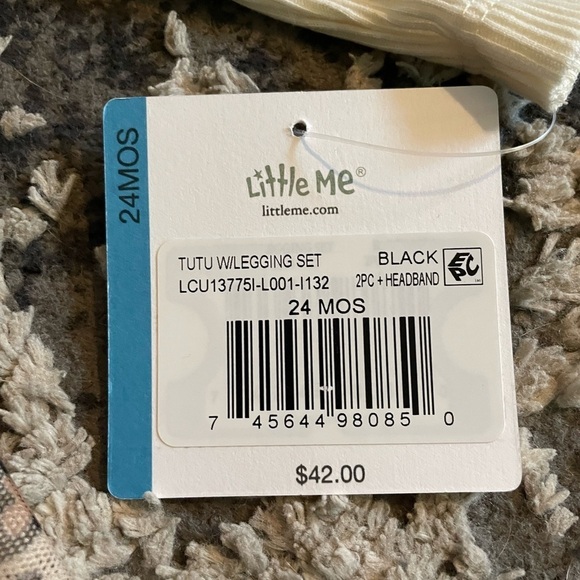 24MOS
Little Me®
littleme.com
TUTU W/LEGGING SET BLACK
LCU13775I-L001-I132 2PC + HEADBAND
EPC
24 MOS
7 45644 98085 0
$42.00